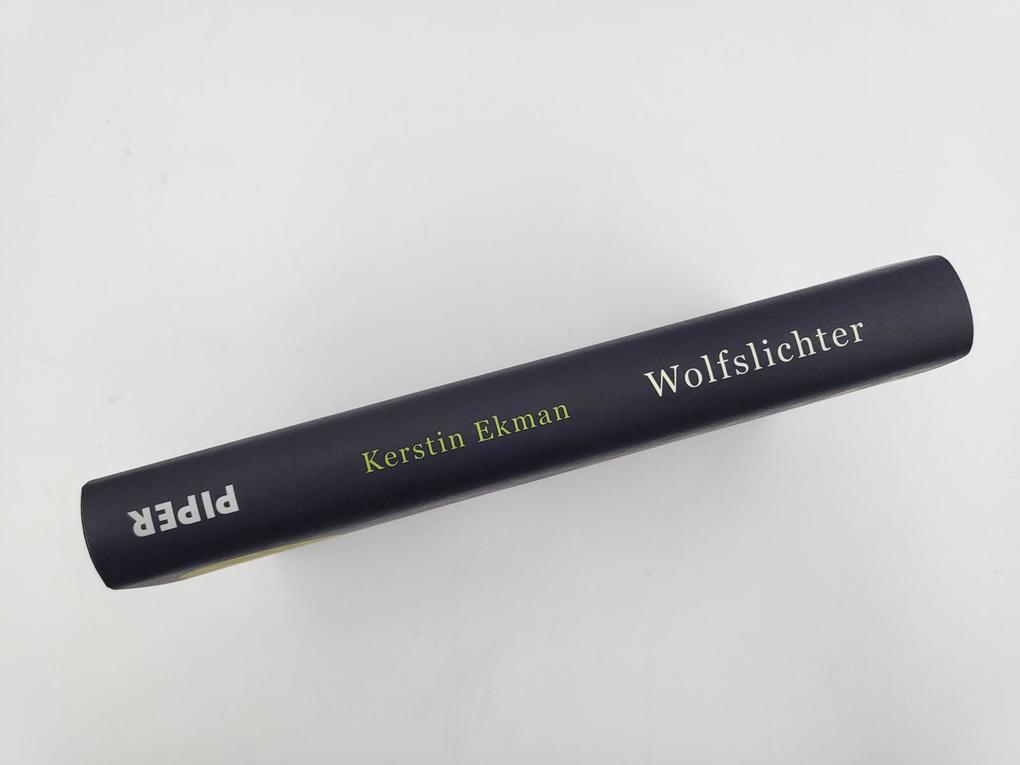 PIPER
Kerstin Ekman
Wolfslichter